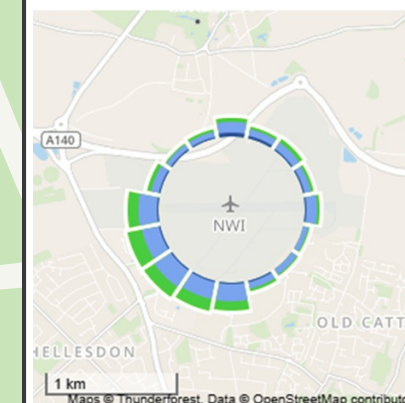 A140
NWI
OLD CATT
HELLESDON
1 km
Maps © Thunderforest, Data © OpenStreetMap contributo